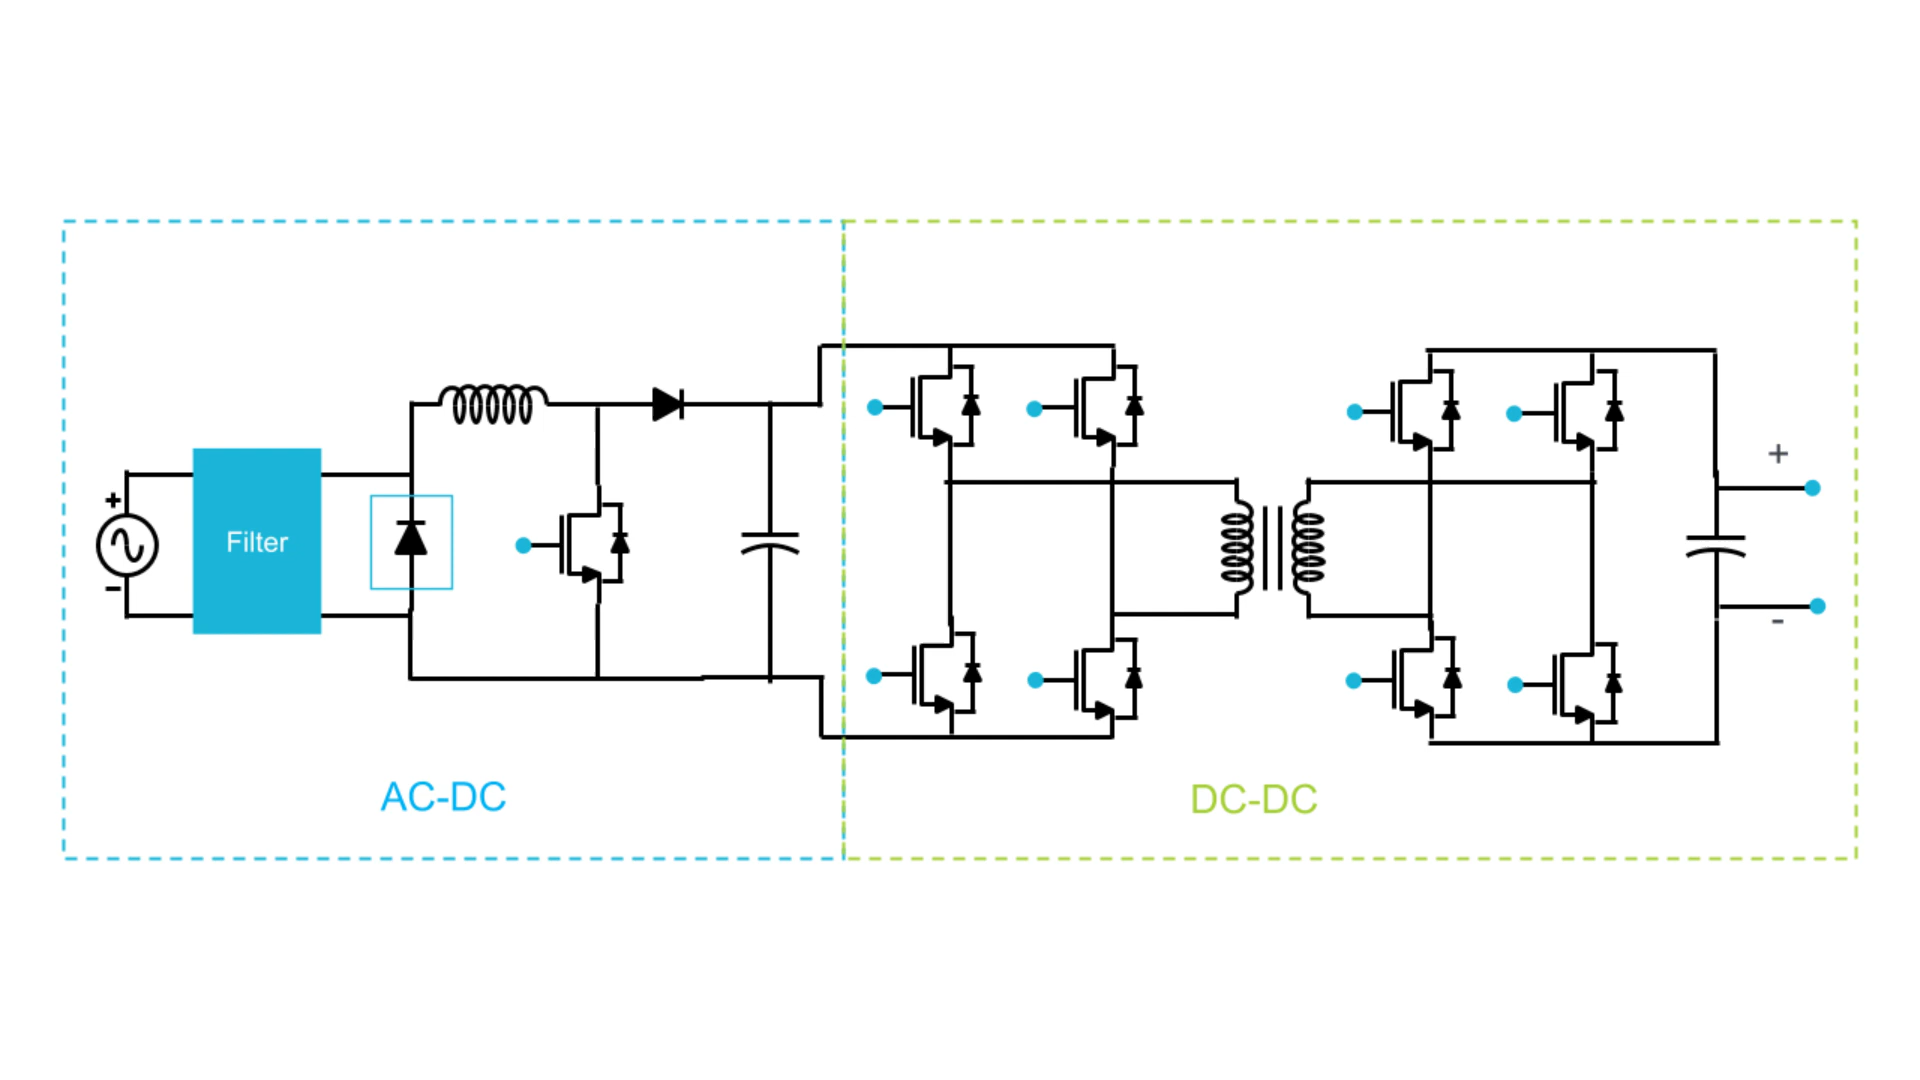 +
Filter
-
+
-
AC-DC
DC-DC